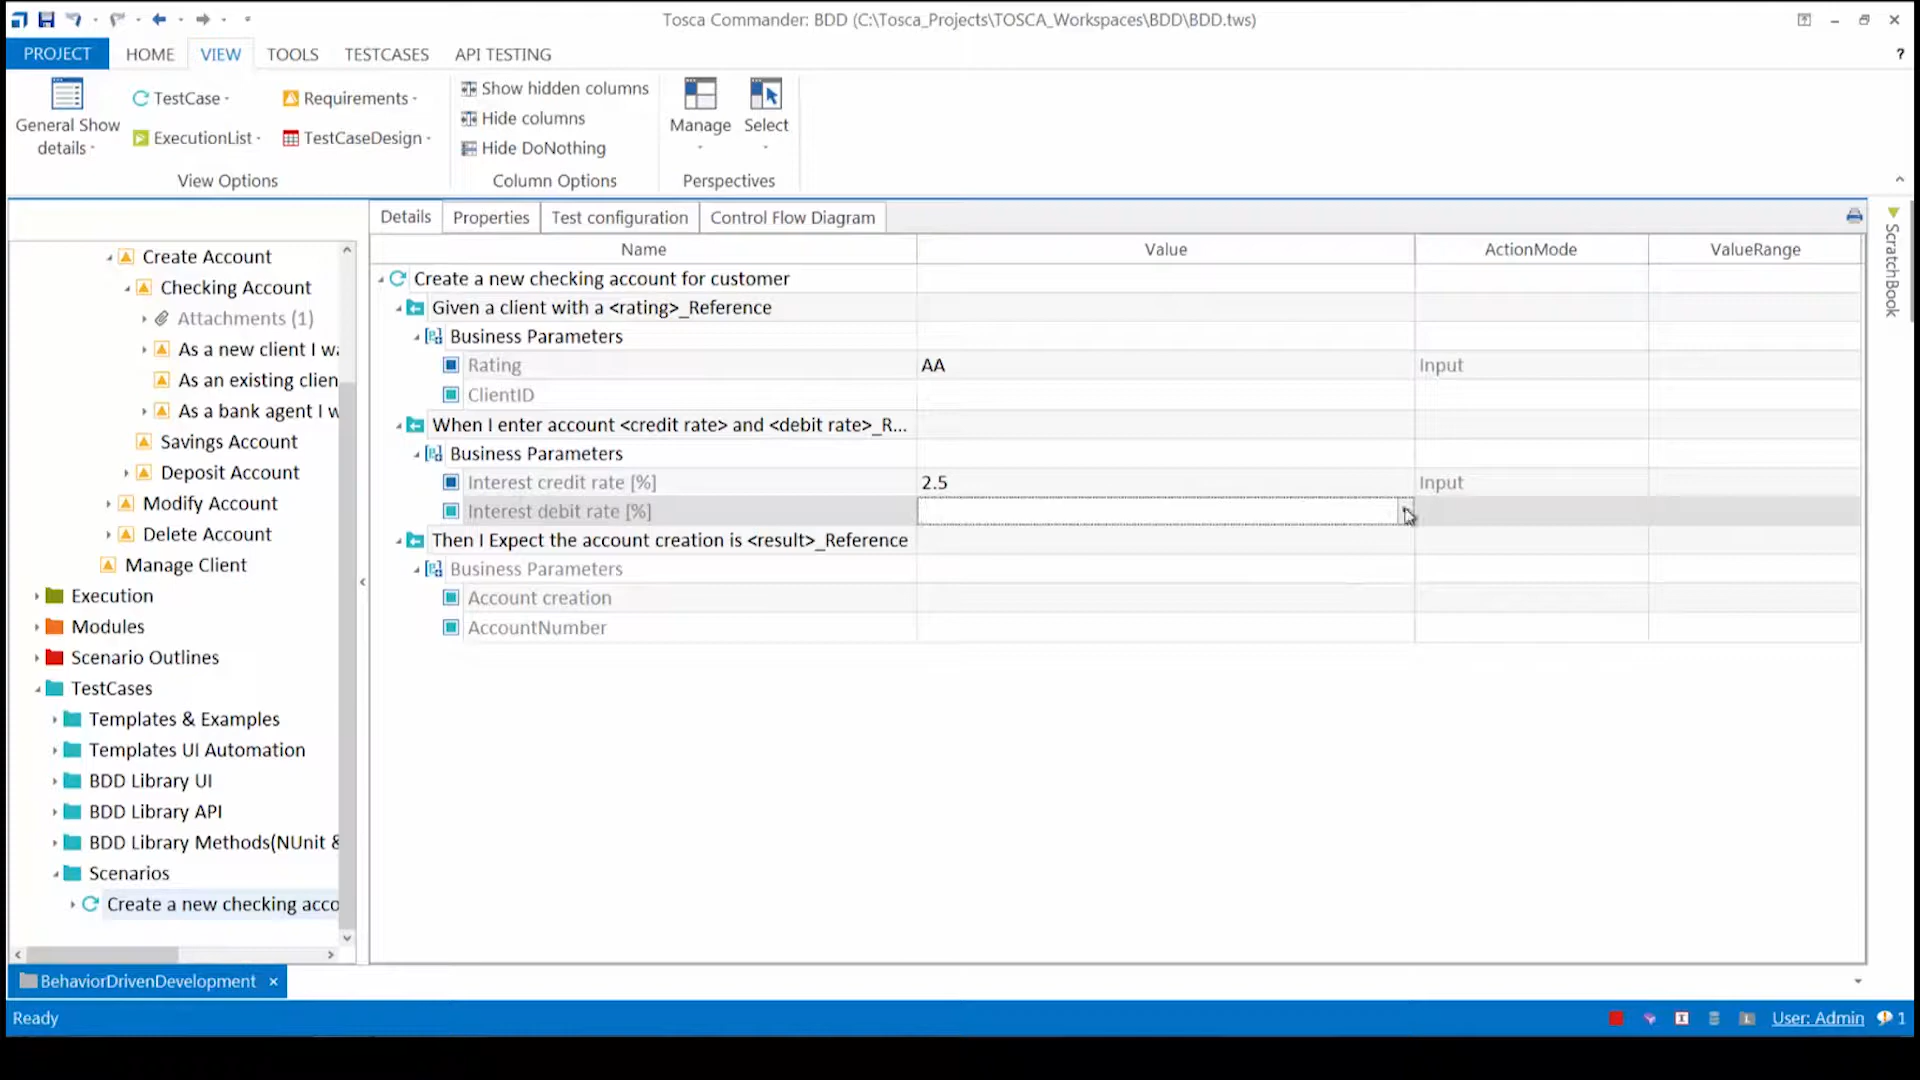 Tosca Commander: BDD (C:\Tosca_Projects\TOSCA_Workspaces\BDD\BDD.tws)
PROJECT HOME VIEW TOOLS TESTCASES API TESTING ?
General Show details
TestCase
ExecutionList
Requirements
TestCaseDesign
View Options
Show hidden columns
Hide columns
Hide DoNothing
Column Options
Manage Select
Perspectives
Create Account
Checking Account
Attachments (1)
As a new client I wa
As an existing clien
As a bank agent I w
Savings Account
Deposit Account
Modify Account
Delete Account
Manage Client
Execution
Modules
Scenario Outlines
TestCases
Templates & Examples
Templates UI Automation
BDD Library UI
BDD Library API
BDD Library Methods(NUnit &
Scenarios
Create a new checking acco
Details Properties Test configuration Control Flow Diagram
Name Value ActionMode ValueRange
Create a new checking account for customer
Given a client with a <rating>_Reference
Business Parameters
Rating AA Input
ClientID
When I enter account <credit rate> and <debit rate>_R...
Business Parameters
Interest credit rate [%] 2.5 Input
Interest debit rate [%]
Then I Expect the account creation is <result>_Reference
Business Parameters
Account creation
AccountNumber
ScratchBook
BehaviorDrivenDevelopment ×
Ready User: Admin 1